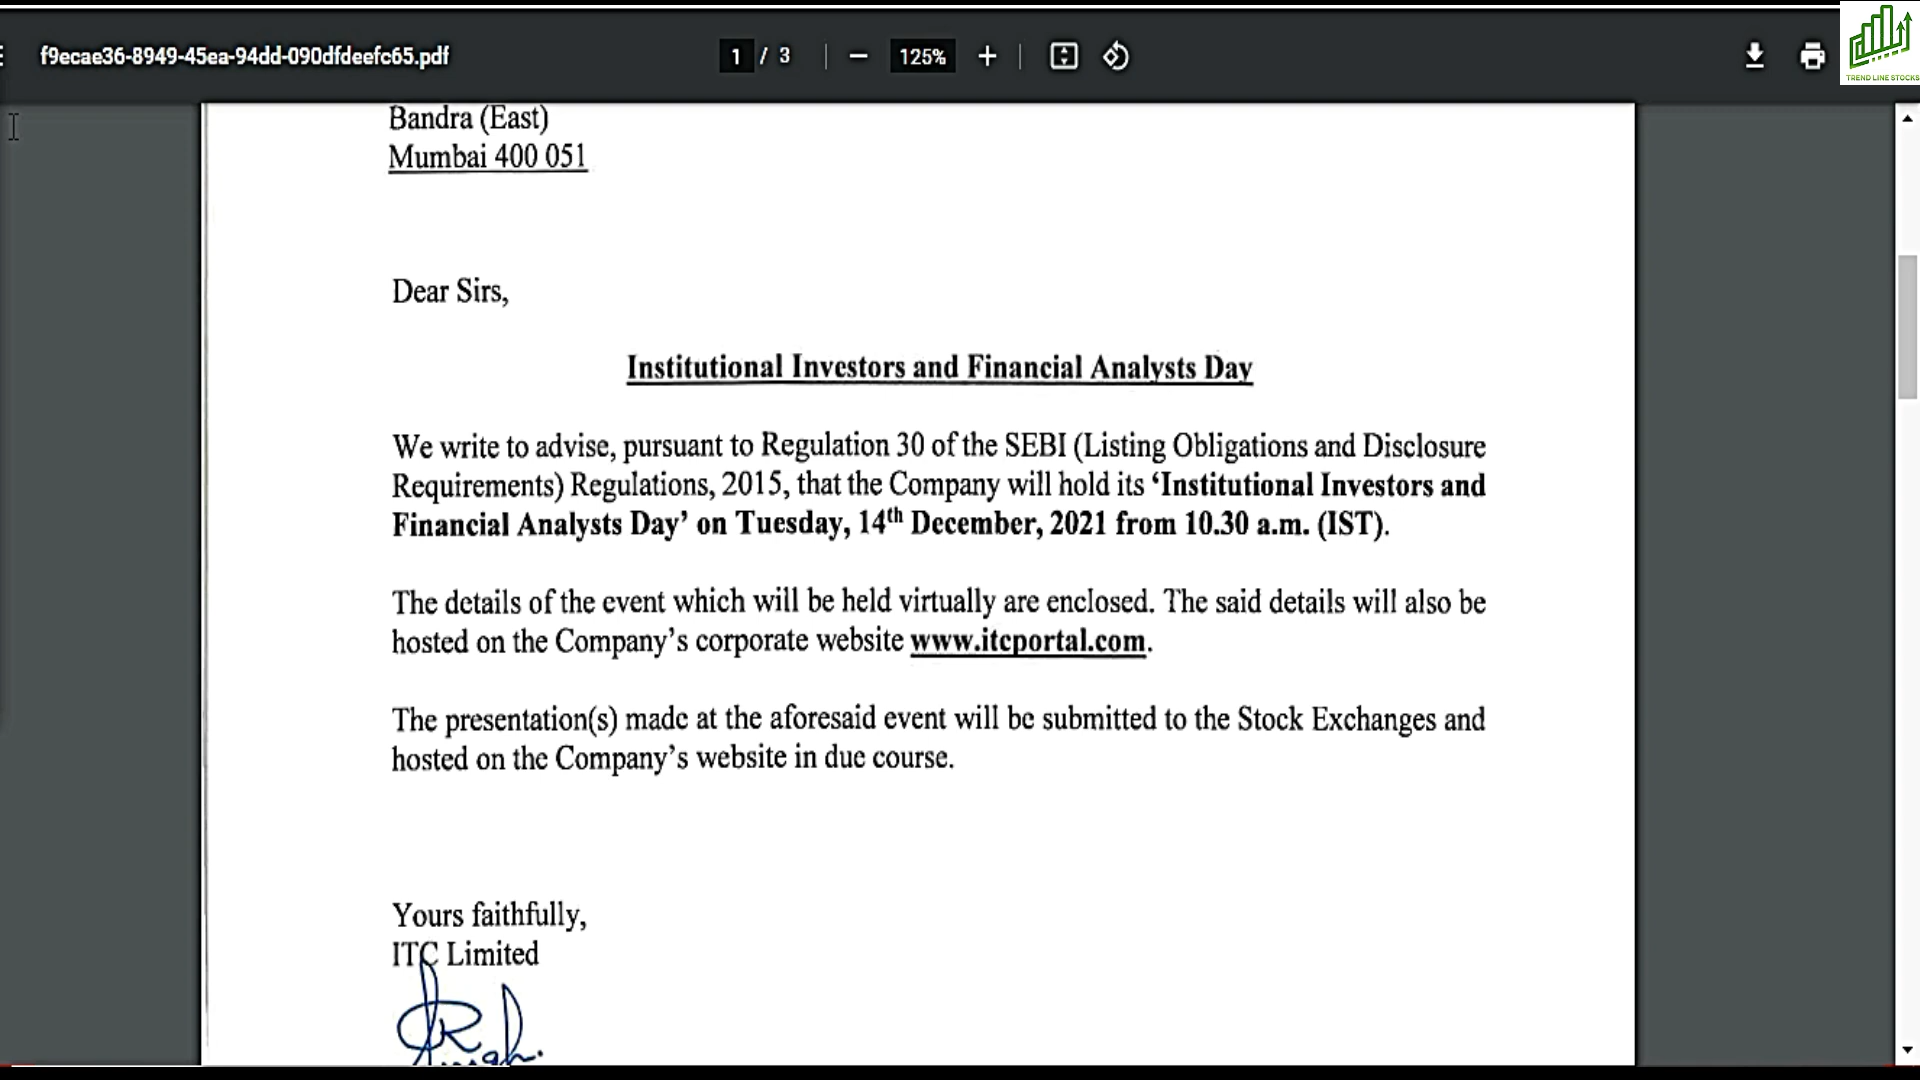 f9ecae36-8949-45ea-94dd-090dfdeefc65.pdf
1 / 3
125%
TREND LINE STOCKS
Bandra (East)
Mumbai 400 051
Dear Sirs,
Institutional Investors and Financial Analysts Day
We write to advise, pursuant to Regulation 30 of the SEBI (Listing Obligations and Disclosure
Requirements) Regulations, 2015, that the Company will hold its ‘Institutional Investors and
Financial Analysts Day’ on Tuesday, 14th December, 2021 from 10.30 a.m. (IST).
The details of the event which will be held virtually are enclosed. The said details will also be
hosted on the Company’s corporate website www.itcportal.com.
The presentation(s) made at the aforesaid event will be submitted to the Stock Exchanges and
hosted on the Company’s website in due course.
Yours faithfully,
ITC Limited